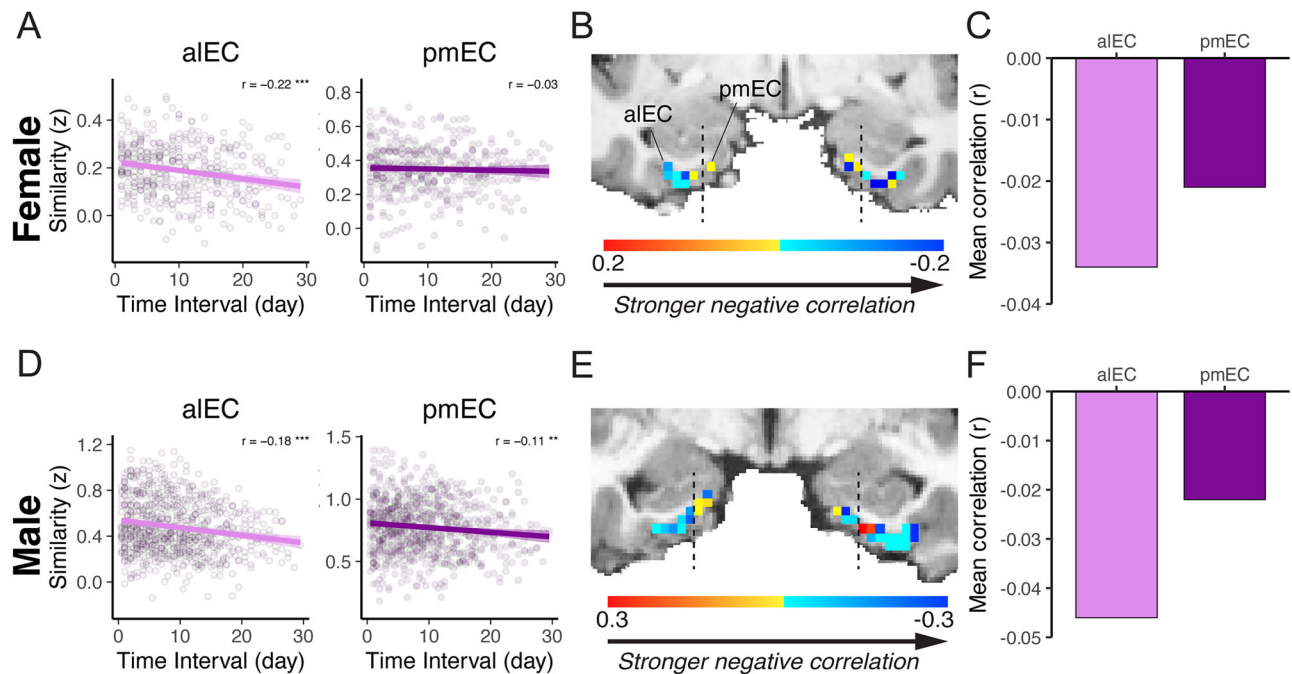 A
alEC
pmEC
r = −0.22 ***
r = −0.03
Female
Similarity (z)
0.4
0.2
0.0
0.8
0.6
0.4
0.2
0.0
0 10 20 30
0 10 20 30
Time Interval (day)
Time Interval (day)
B
alEC
pmEC
0.2
-0.2
Stronger negative correlation
C
alEC
pmEC
Mean correlation (r)
0.00
-0.01
-0.02
-0.03
-0.04
D
alEC
pmEC
r = −0.18 ***
r = −0.11 **
Male
Similarity (z)
1.2
0.8
0.4
0.0
1.5
1.0
0.5
0 10 20 30
0 10 20 30
Time Interval (day)
Time Interval (day)
E
0.3
-0.3
Stronger negative correlation
F
alEC
pmEC
Mean correlation (r)
0.00
-0.01
-0.02
-0.03
-0.04
-0.05